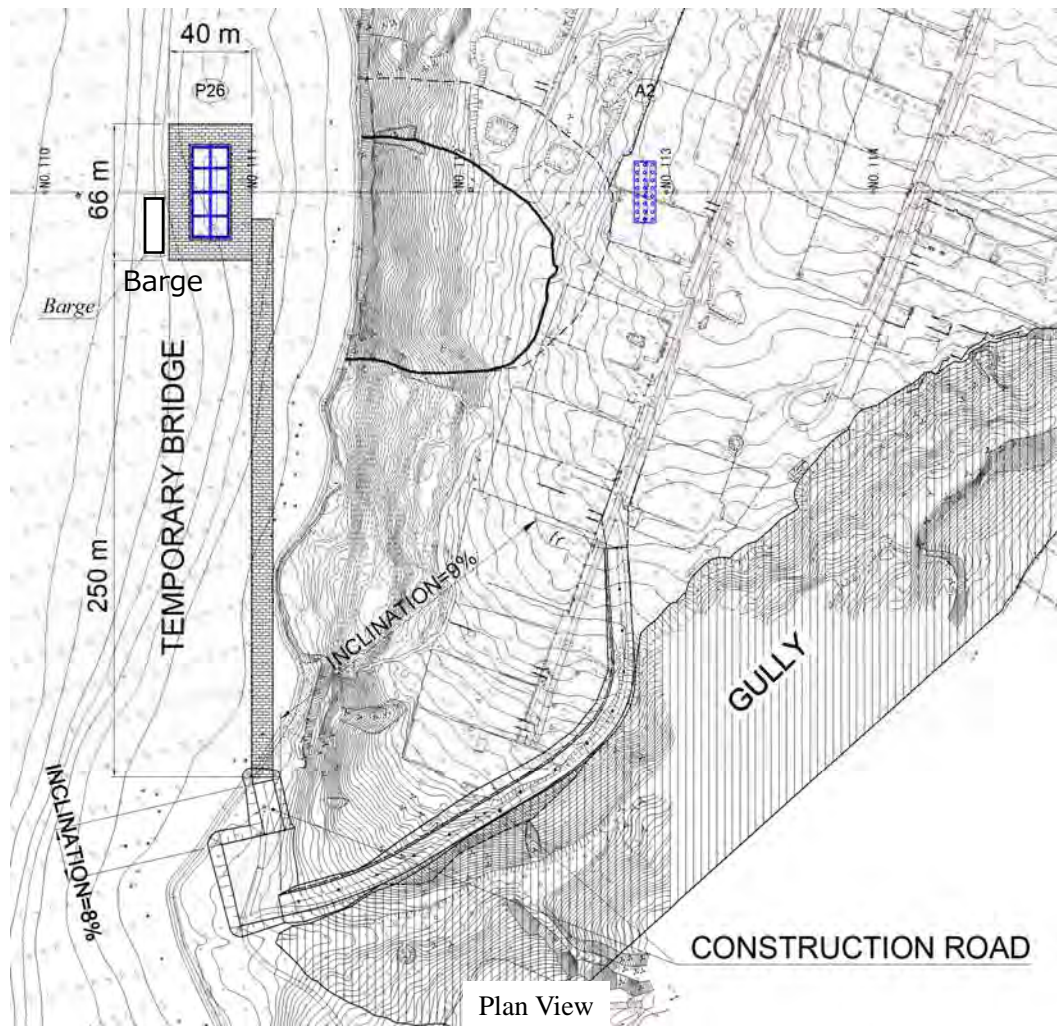 40 m
P26
A2
NO. 110
NO. 111
NO. 113
NO. 114
66 m
Barge
Barge
TEMPORARY BRIDGE
250 m
INCLINATION=9%
GULLY
INCLINATION=8%
CONSTRUCTION ROAD
Plan View